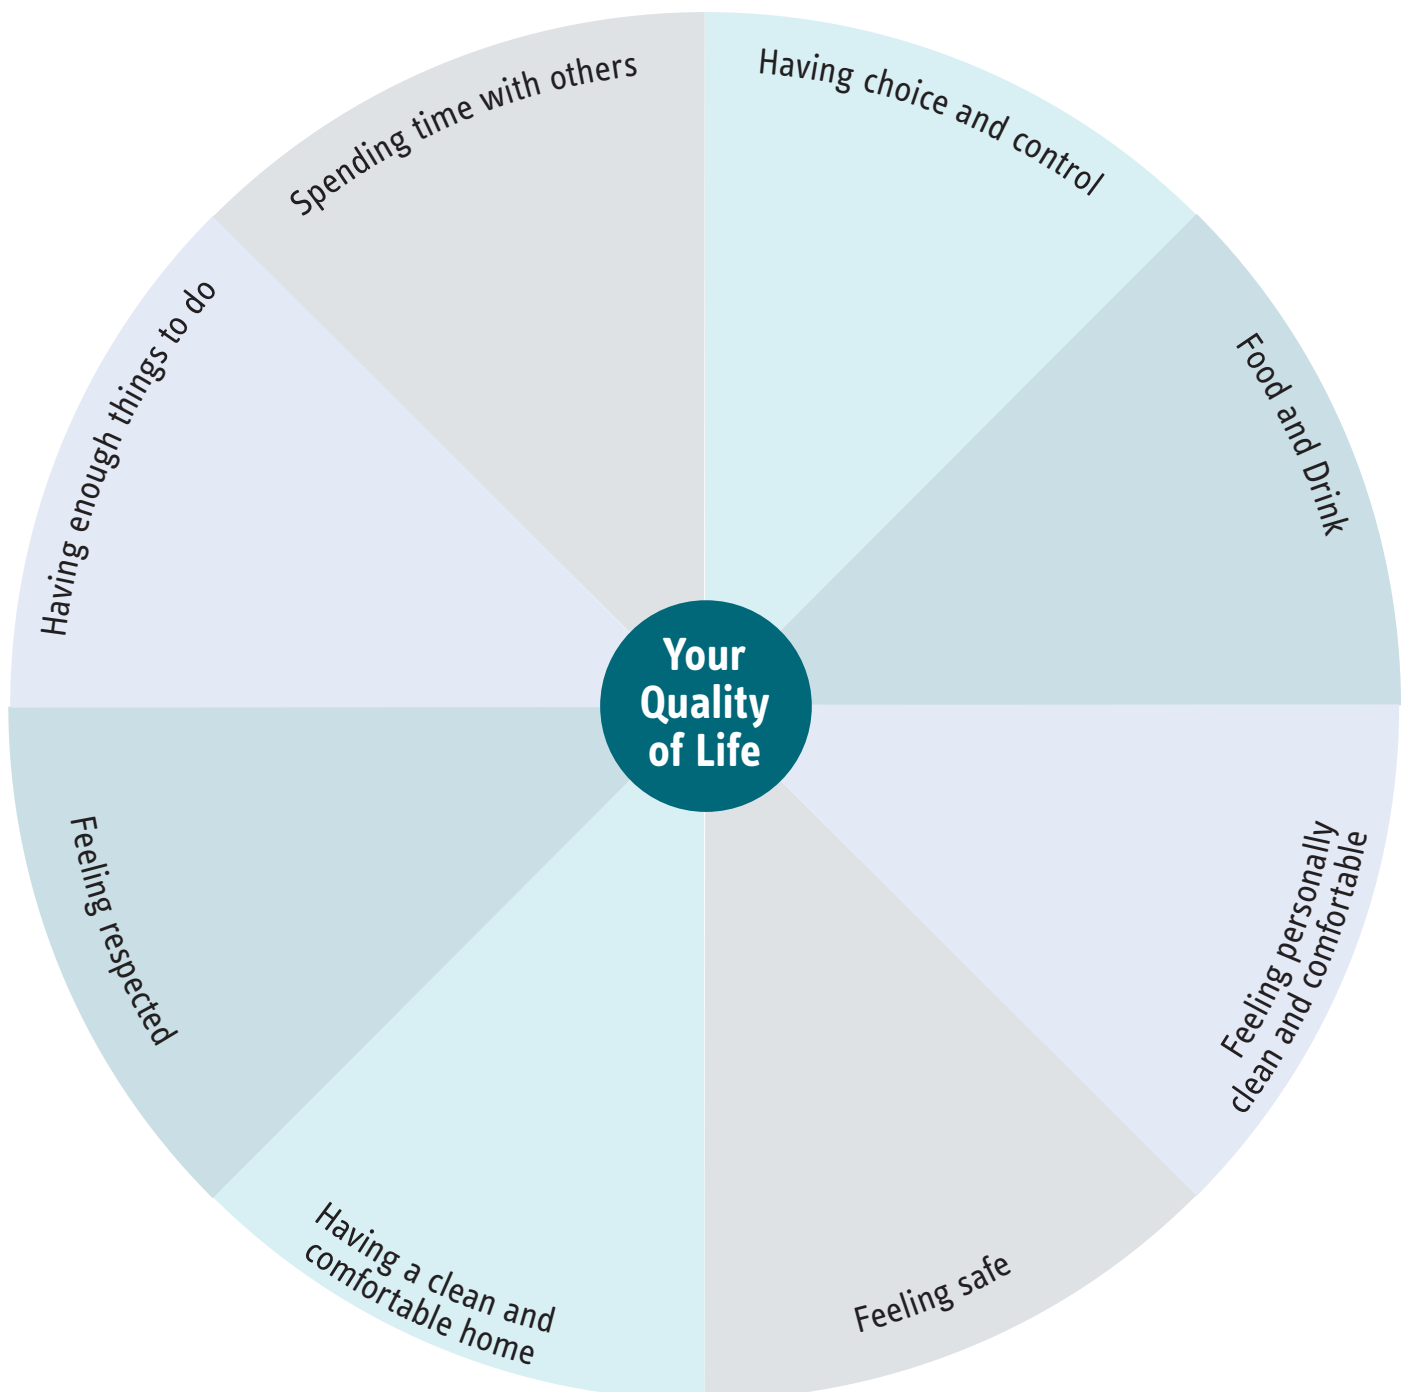 Having choice and control
Food and Drink
Feeling personally
clean and comfortable
Feeling safe
Having a clean and
comfortable home
Feeling respected
Having enough things to do
Spending time with others
Your
Quality
of Life